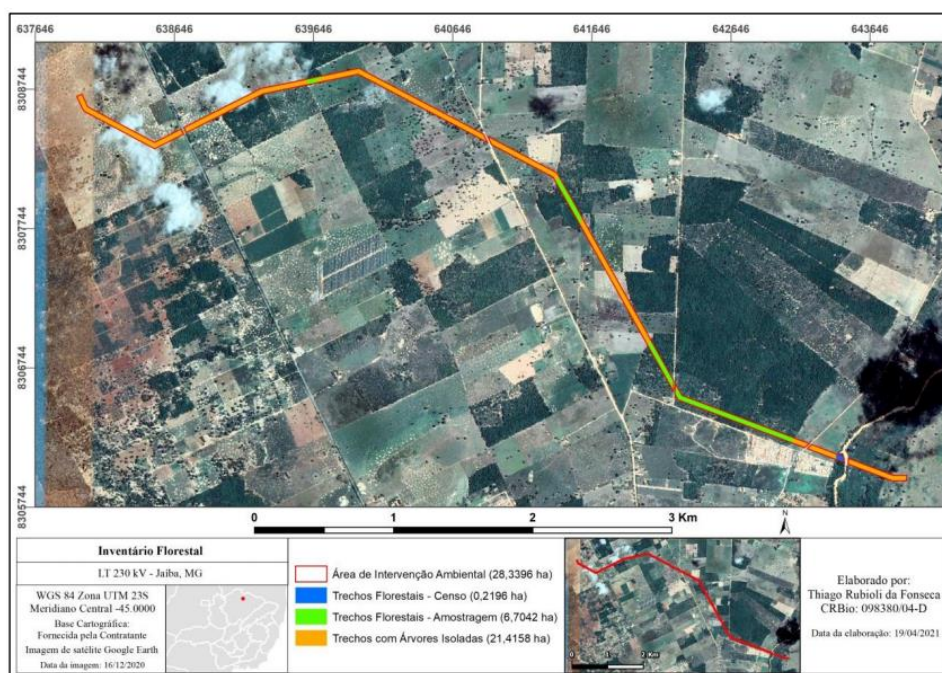 637646 638646 639646 640646 641646 642646 643646
8308744
8307744
8306744
8305744
0 1 2 3 Km
N
Inventário Florestal
LT 230 kV - Jaíba, MG
WGS 84 Zona UTM 23S
Meridiano Central -45.0000
Base Cartográfica:
Fornecida pela Contratante
Imagem de satélite Google Earth
Data da imagem: 16/12/2020
Área de Intervenção Ambiental (28,3396 ha)
Trechos Florestais - Censo (0,2196 ha)
Trechos Florestais - Amostragem (6,7042 ha)
Trechos com Árvores Isoladas (21,4158 ha)
0 1 2 Km
Elaborado por:
Thiago Rubioli da Fonseca
CRBio: 098380/04-D
Data da elaboração: 19/04/2021